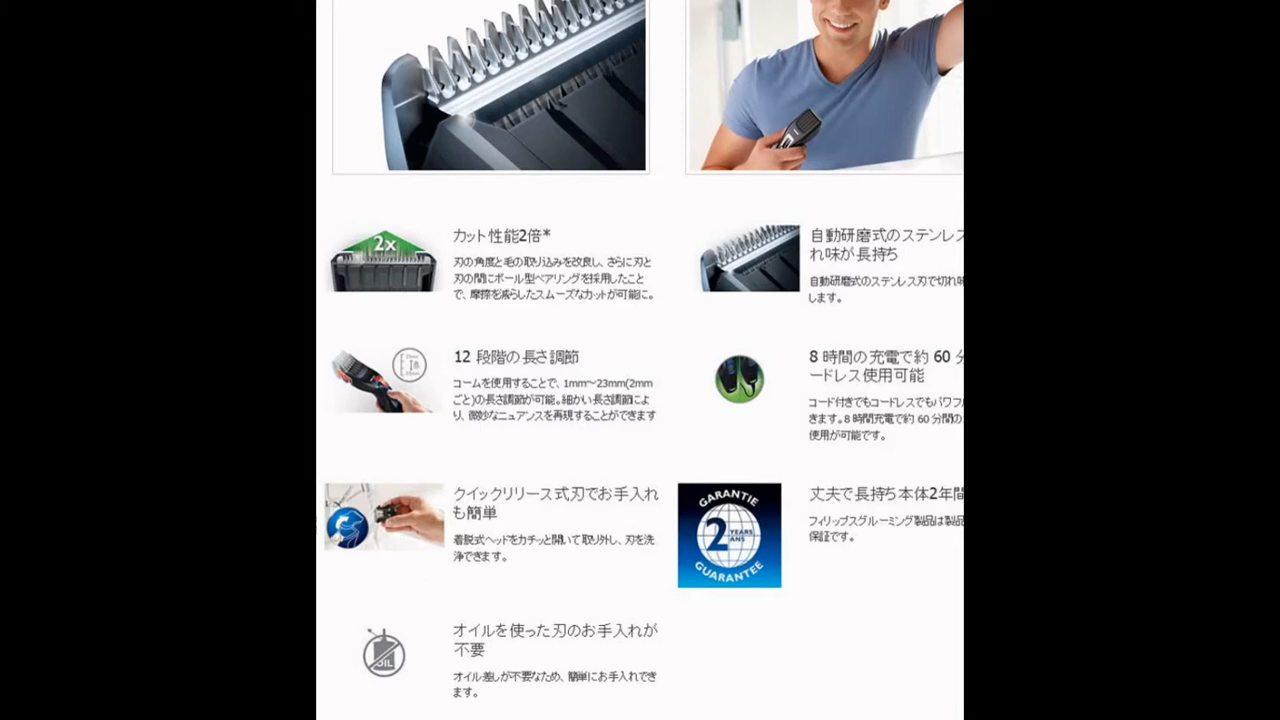 2x
カット性能2倍*
刃の角度と毛の取り込みを改良し、さらに刃と
刃の間にボール型ベアリングを採用したこと
で、摩擦を減らしたスムーズなカットが可能に。
自動研磨式のステンレス
れ味が長持ち
自動研磨式のステンレス刃で切れ味
します。
12 段階の長さ調節
コームを使用することで、1mm～23mm(2mm
ごと)の長さ調節が可能。細かい長さ調節によ
り、微妙なニュアンスを再現することができます
8 時間の充電で約 60 分
ードレス使用可能
コード付きでもコードレスでもパワフル
きます。8 時間充電で約 60 分間の
使用が可能です。
クイックリリース式刃でお手入れ
も簡単
着脱式ヘッドをカチッと開いて取り外し、刃を洗
浄できます。
GARANTIE
2 YEARS
ANS
GUARANTEE
丈夫で長持ち本体2年間
フィリップスグルーミング製品は製品
保証です。
OIL
オイルを使った刃のお手入れが
不要
オイル差しが不要なため、簡単にお手入れでき
ます。